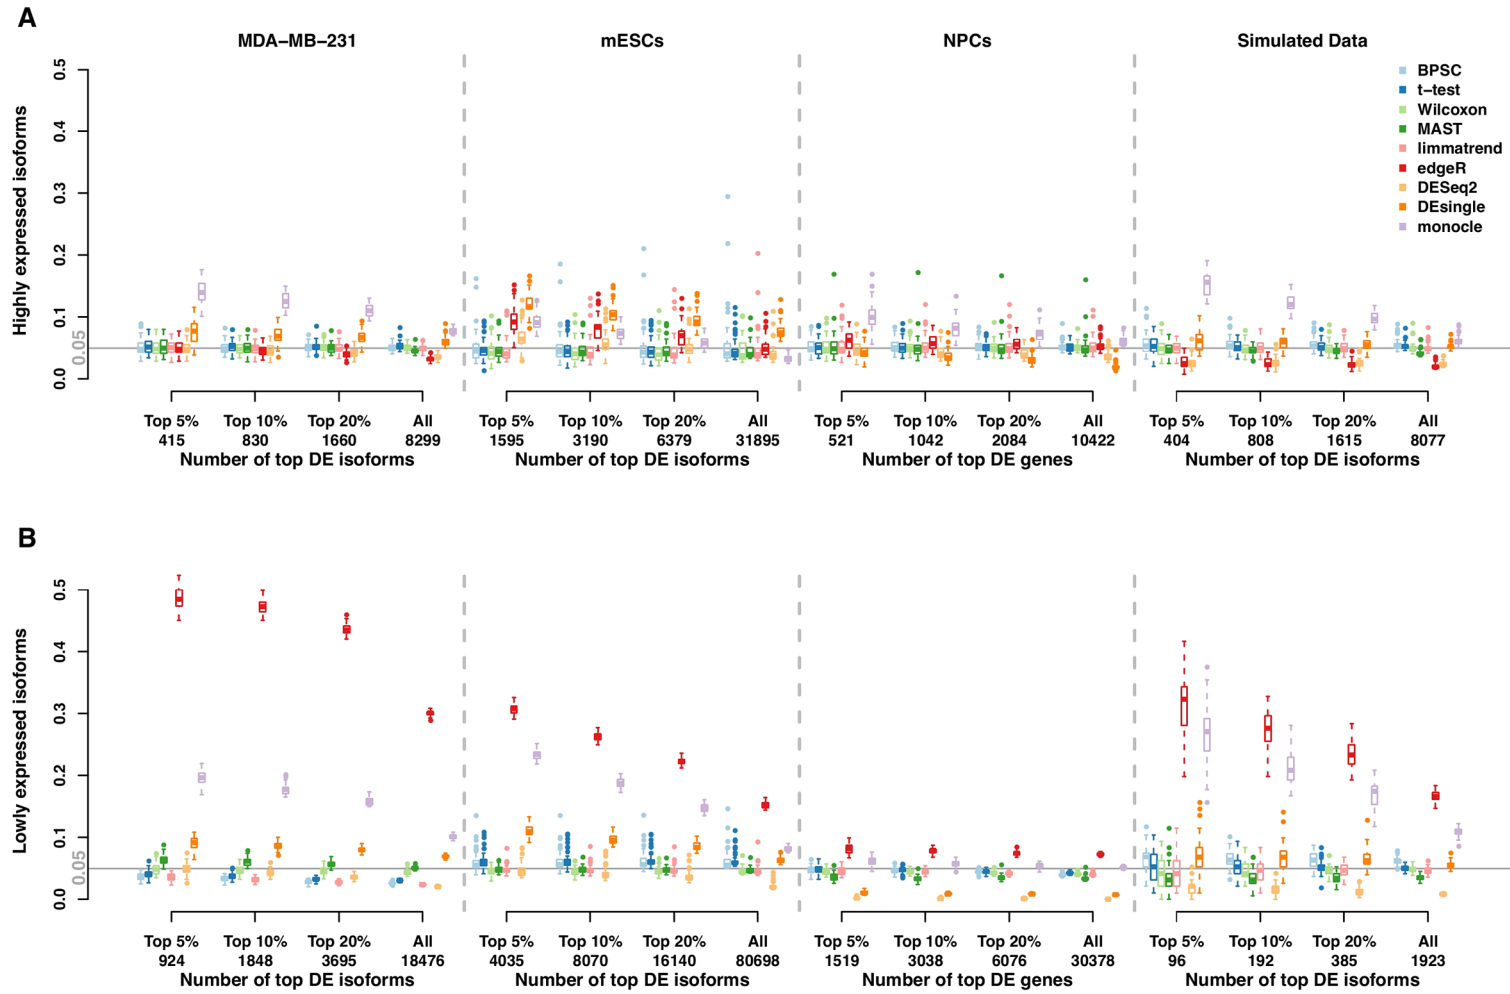 A
MDA–MB–231 mESCs NPCs Simulated Data
Highly expressed isoforms
0.5
0.4
0.3
0.2
0.1
0.05
0.0
BPSC
t–test
Wilcoxon
MAST
limmatrend
edgeR
DESeq2
DEsingle
monocle
Top 5% Top 10% Top 20% All Top 5% Top 10% Top 20% All Top 5% Top 10% Top 20% All Top 5% Top 10% Top 20% All
415 830 1660 8299 1595 3190 6379 31895 521 1042 2084 10422 404 808 1615 8077
Number of top DE isoforms Number of top DE isoforms Number of top DE genes Number of top DE isoforms
B
Lowly expressed isoforms
0.5
0.4
0.3
0.2
0.1
0.05
0.0
Top 5% Top 10% Top 20% All Top 5% Top 10% Top 20% All Top 5% Top 10% Top 20% All Top 5% Top 10% Top 20% All
924 1848 3695 18476 4035 8070 16140 80698 1519 3038 6076 30378 96 192 385 1923
Number of top DE isoforms Number of top DE isoforms Number of top DE genes Number of top DE isoforms